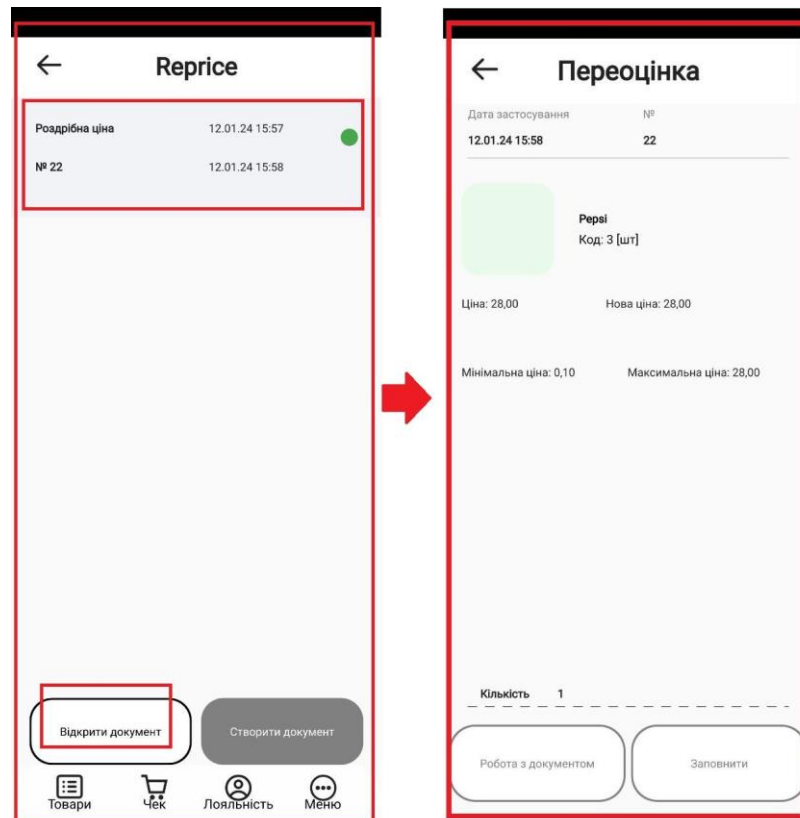 Reprice
Роздрібна ціна 12.01.24 15:57
№ 22 12.01.24 15:58
Відкрити документ Створити документ
Товари Чек Лояльність Меню
Переоцінка
Дата застосування №
12.01.24 15:58 22
Pepsi
Код: 3 [шт]
Ціна: 28,00 Нова ціна: 28,00
Мінімальна ціна: 0,10 Максимальна ціна: 28,00
Кількість 1
Робота з документом Заповнити